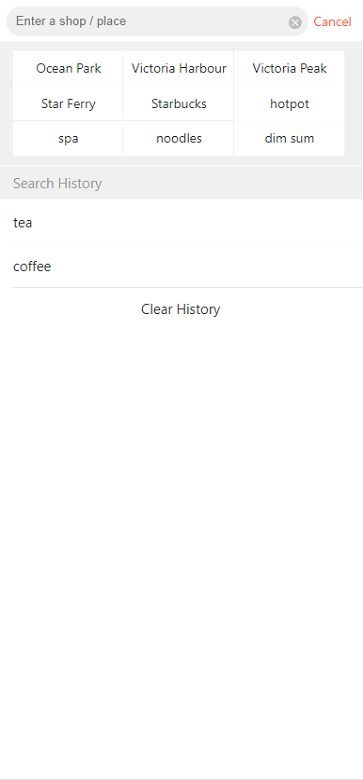 Enter a shop / place
Cancel
Ocean Park
Victoria Harbour
Victoria Peak
Star Ferry
Starbucks
hotpot
spa
noodles
dim sum
Search History
tea
coffee
Clear History